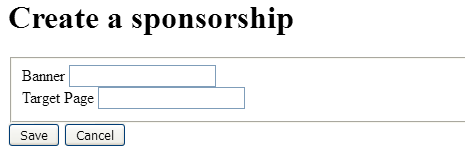 Create a sponsorship
Banner
Target Page
Save Cancel